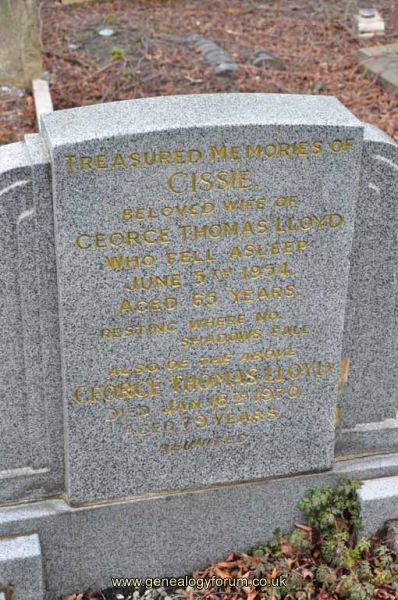 TREASURED MEMORIES OF
CISSIE.
BELOVED WIFE OF
GEORGE THOMAS LLOYD
WHO FELL ASLEEP
JUNE 5TH 1954.
AGED 65 YEARS.
RESTING WHERE NO
SHADOWS FALL
ALSO OF THE ABOVE
GEORGE THOMAS LLOYD
DIED JAN 16TH 1970
AGED 79 YEARS.
REUNITED
www.genealogyforum.co.uk